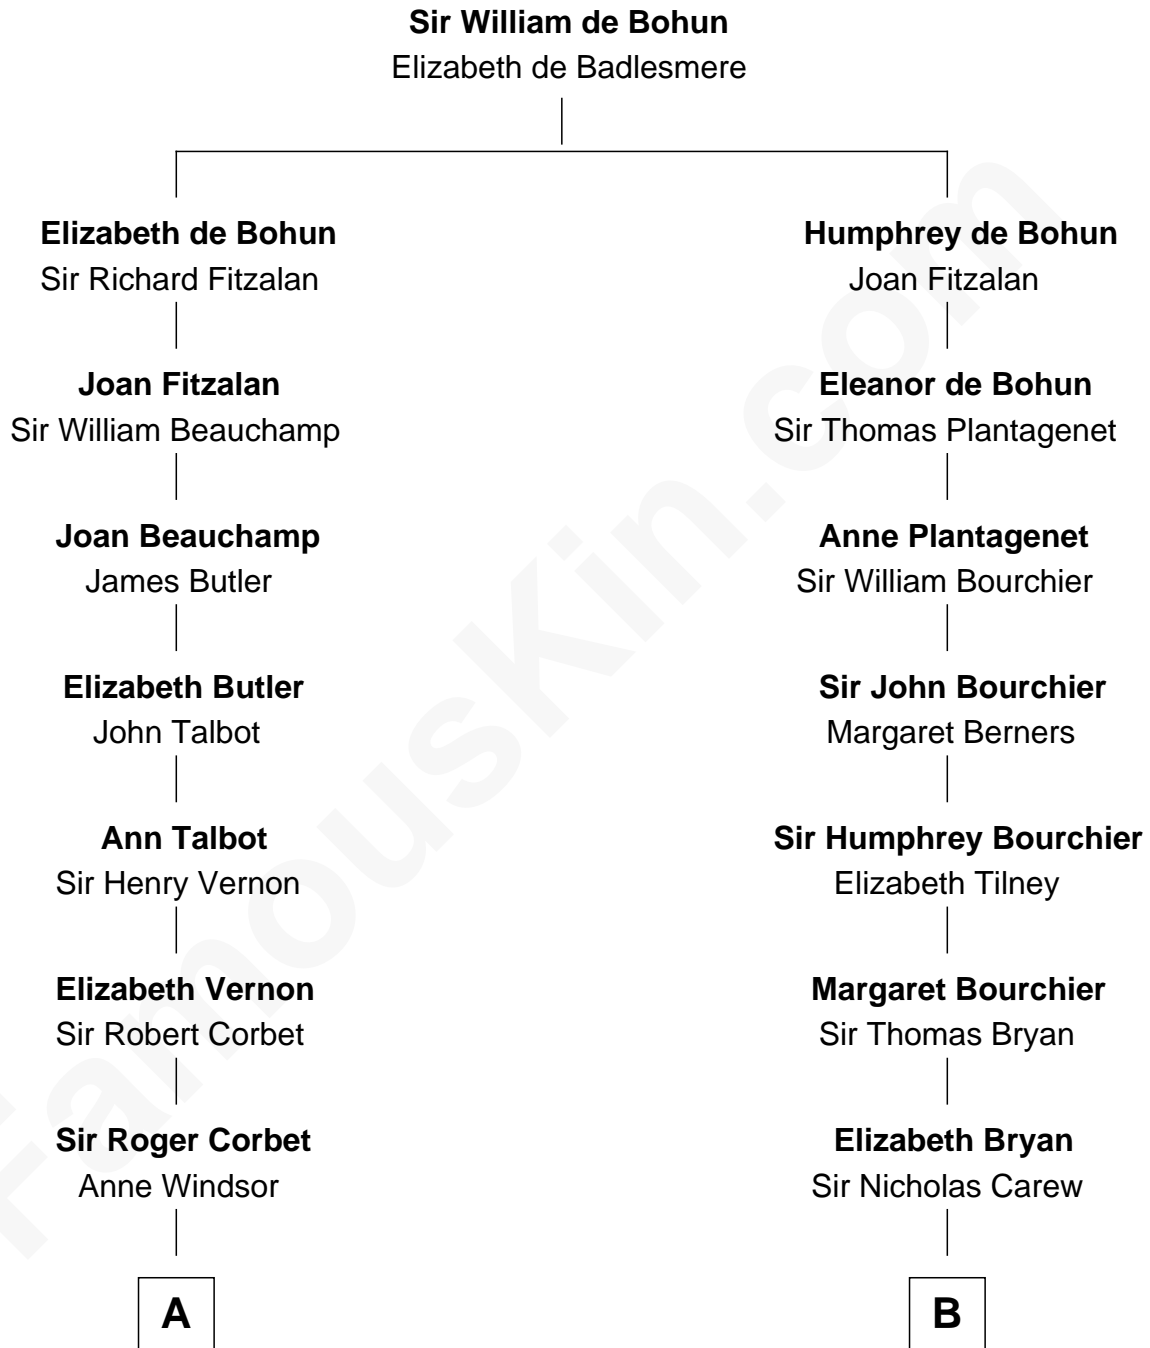 Sir William de Bohun
Elizabeth de Badlesmere
Elizabeth de Bohun
Sir Richard Fitzalan
Humphrey de Bohun
Joan Fitzalan
Joan Fitzalan
Sir William Beauchamp
Eleanor de Bohun
Sir Thomas Plantagenet
Joan Beauchamp
James Butler
Anne Plantagenet
Sir William Bourchier
Elizabeth Butler
John Talbot
Sir John Bourchier
Margaret Berners
Ann Talbot
Sir Henry Vernon
Sir Humphrey Bourchier
Elizabeth Tilney
Elizabeth Vernon
Sir Robert Corbet
Margaret Bourchier
Sir Thomas Bryan
Sir Roger Corbet
Anne Windsor
Elizabeth Bryan
Sir Nicholas Carew
A
B
FamousKin.com